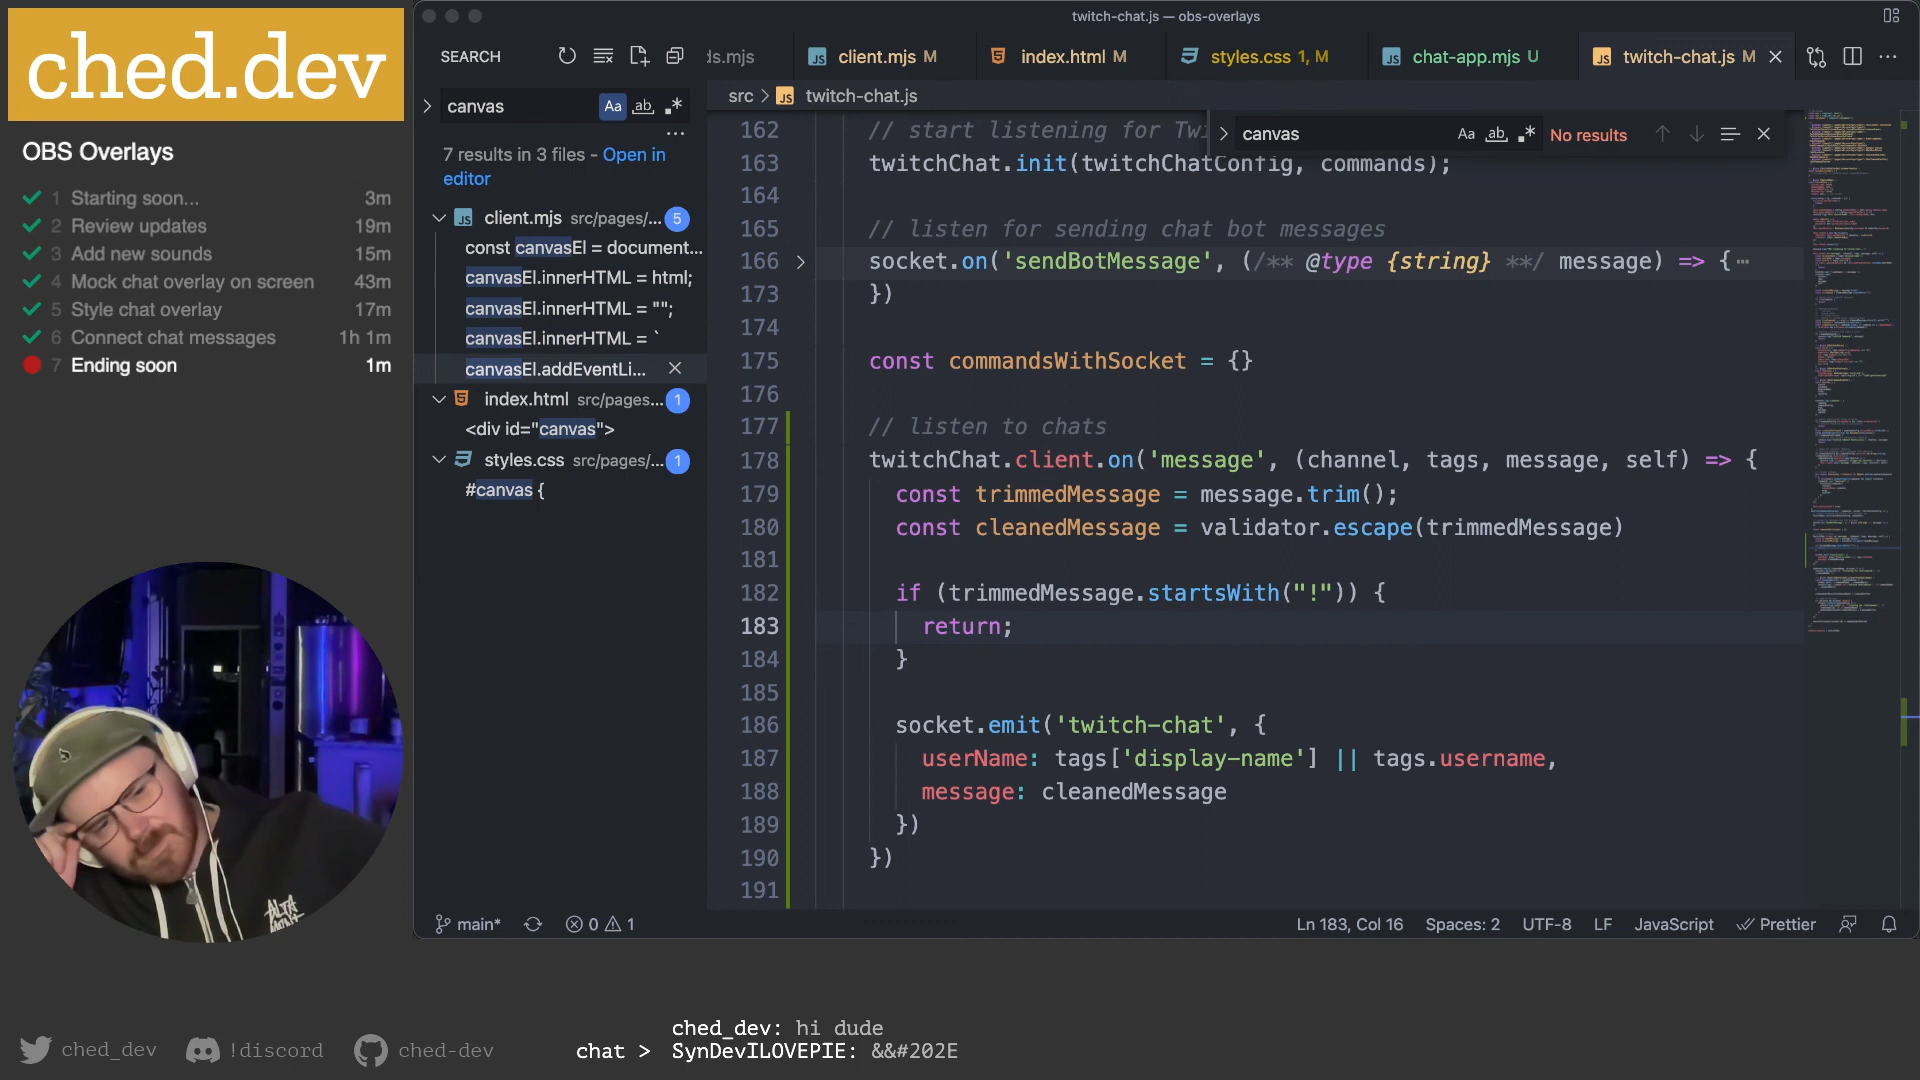 ched.dev
OBS Overlays
1 Starting soon... 3m
2 Review updates 19m
3 Add new sounds 15m
4 Mock chat overlay on screen 43m
5 Style chat overlay 17m
6 Connect chat messages 1h 1m
7 Ending soon 1m
twitch-chat.js — obs-overlays
SEARCH
canvas
Aa ab .*
7 results in 3 files - Open in
editor
client.mjs src/pages/... 5
const canvasEl = document...
canvasEl.innerHTML = html;
canvasEl.innerHTML = "";
canvasEl.innerHTML = `
canvasEl.addEventLi...
index.html src/pages... 1
<div id="canvas">
styles.css src/pages/... 1
#canvas {
ds.mjs
client.mjs M
index.html M
styles.css 1, M
chat-app.mjs U
twitch-chat.js M
src > JS twitch-chat.js
canvas Aa ab .* No results
162 // start listening for Tw
163 twitchChat.init(twitchChatConfig, commands);
164
165 // listen for sending chat bot messages
166 socket.on('sendBotMessage', (/** @type {string} **/ message) => {⋯
173 })
174
175 const commandsWithSocket = {}
176
177 // listen to chats
178 twitchChat.client.on('message', (channel, tags, message, self) => {
179 const trimmedMessage = message.trim();
180 const cleanedMessage = validator.escape(trimmedMessage)
181
182 if (trimmedMessage.startsWith("!")) {
183 return;
184 }
185
186 socket.emit('twitch-chat', {
187 userName: tags['display-name'] || tags.username,
188 message: cleanedMessage
189 })
190 })
191
main* 0 1 Ln 183, Col 16 Spaces: 2 UTF-8 LF JavaScript Prettier
ched_dev !discord ched-dev
ched_dev: hi dude
chat > SynDevILOVEPIE: &&#202E